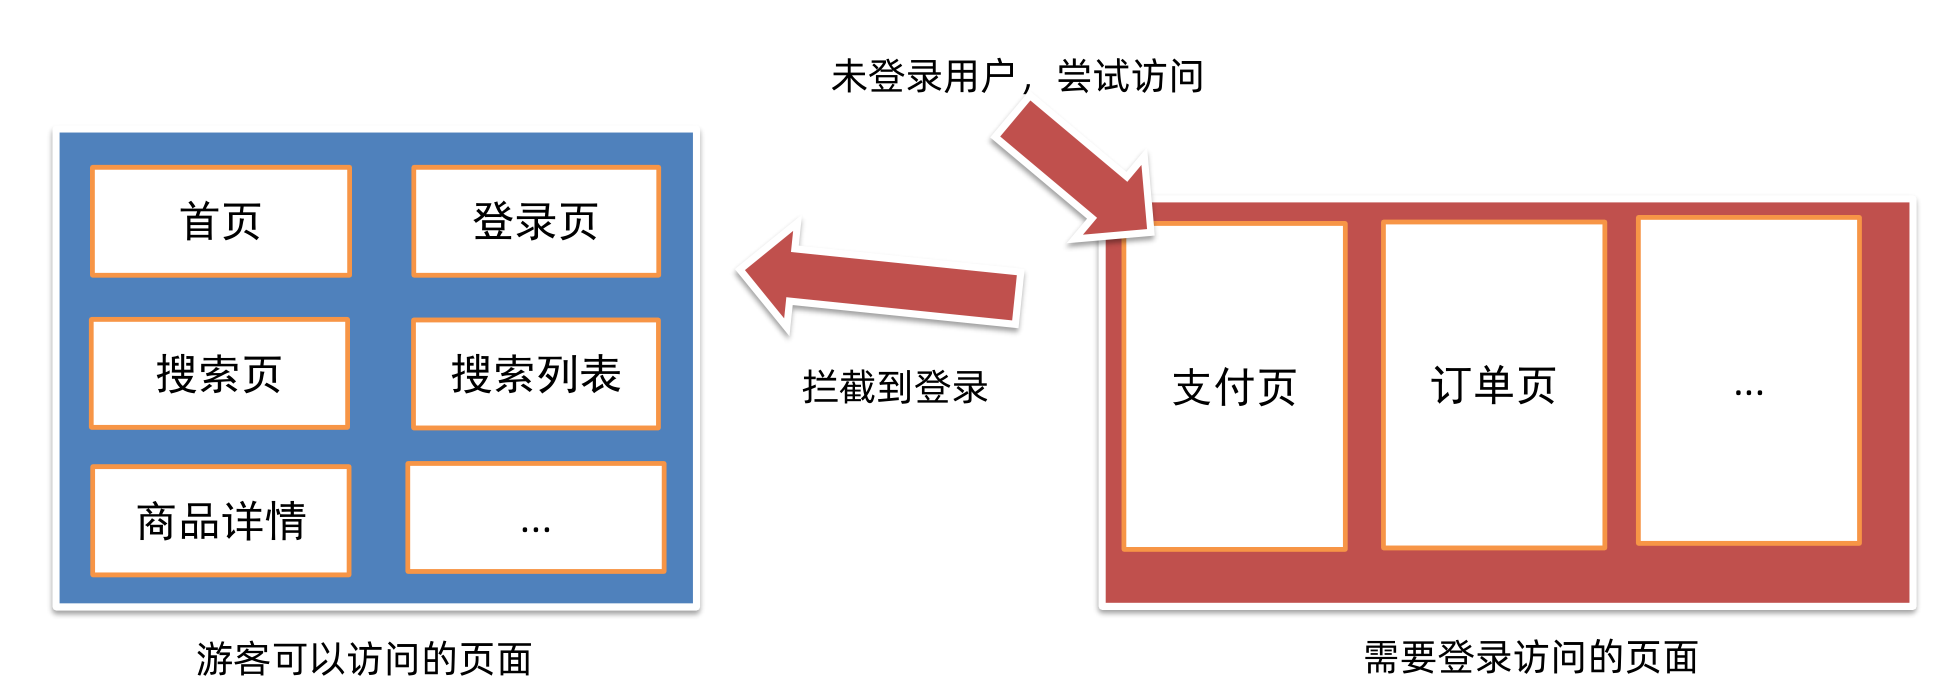 未登录用户，尝试访问
首页
登录页
搜索页
搜索列表
商品详情
...
游客可以访问的页面
拦截到登录
支付页
订单页
...
需要登录访问的页面